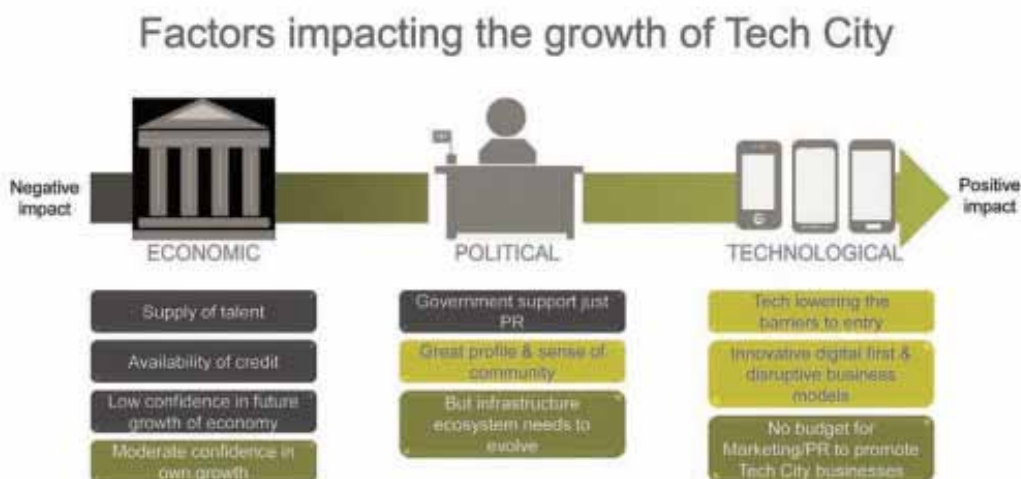 Factors impacting the growth of Tech City
Negative
impact
Positive
impact
ECONOMIC
POLITICAL
TECHNOLOGICAL
Supply of talent
Availability of credit
Low confidence in future
growth of economy
Moderate confidence in
own growth
Government support just
PR
Great profile & sense of
community
But infrastructure
ecosystem needs to
evolve
Tech lowering the
barriers to entry
Innovative digital first &
disruptive business
models
No budget for
Marketing/PR to promote
Tech City businesses